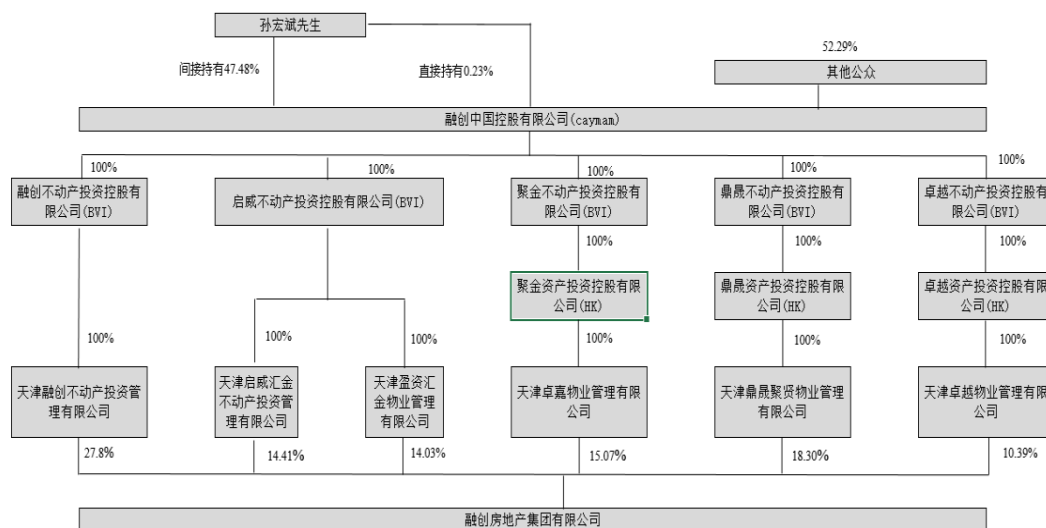 孙宏斌先生
52.29%
间接持有47.48%
直接持有0.23%
其他公众
融创中国控股有限公司(caymam)
100%
100%
100%
100%
100%
融创不动产投资控股有
限公司(BVI)
启威不动产投资控股有限公司(BVI)
聚金不动产投资控股
有限公司(BVI)
鼎晟不动产投资控股
有限公司(BVI)
卓越不动产投资控股有
限公司(BVI)
100%
100%
100%
聚金资产投资控股有限
公司(HK)
鼎晟资产投资控股有限
公司(HK)
卓越资产投资控股有限
公司(HK)
100%
100%
100%
100%
100%
100%
天津融创不动产投资管
理有限公司
天津启威汇金
不动产投资管
理有限公司
天津盈资汇
金物业管理
有限公司
天津卓嘉物业管理有限
公司
天津鼎晟聚贤物业管理
有限公司
天津卓越物业管理有限
公司
27.8%
14.41%
14.03%
15.07%
18.30%
10.39%
融创房地产集团有限公司